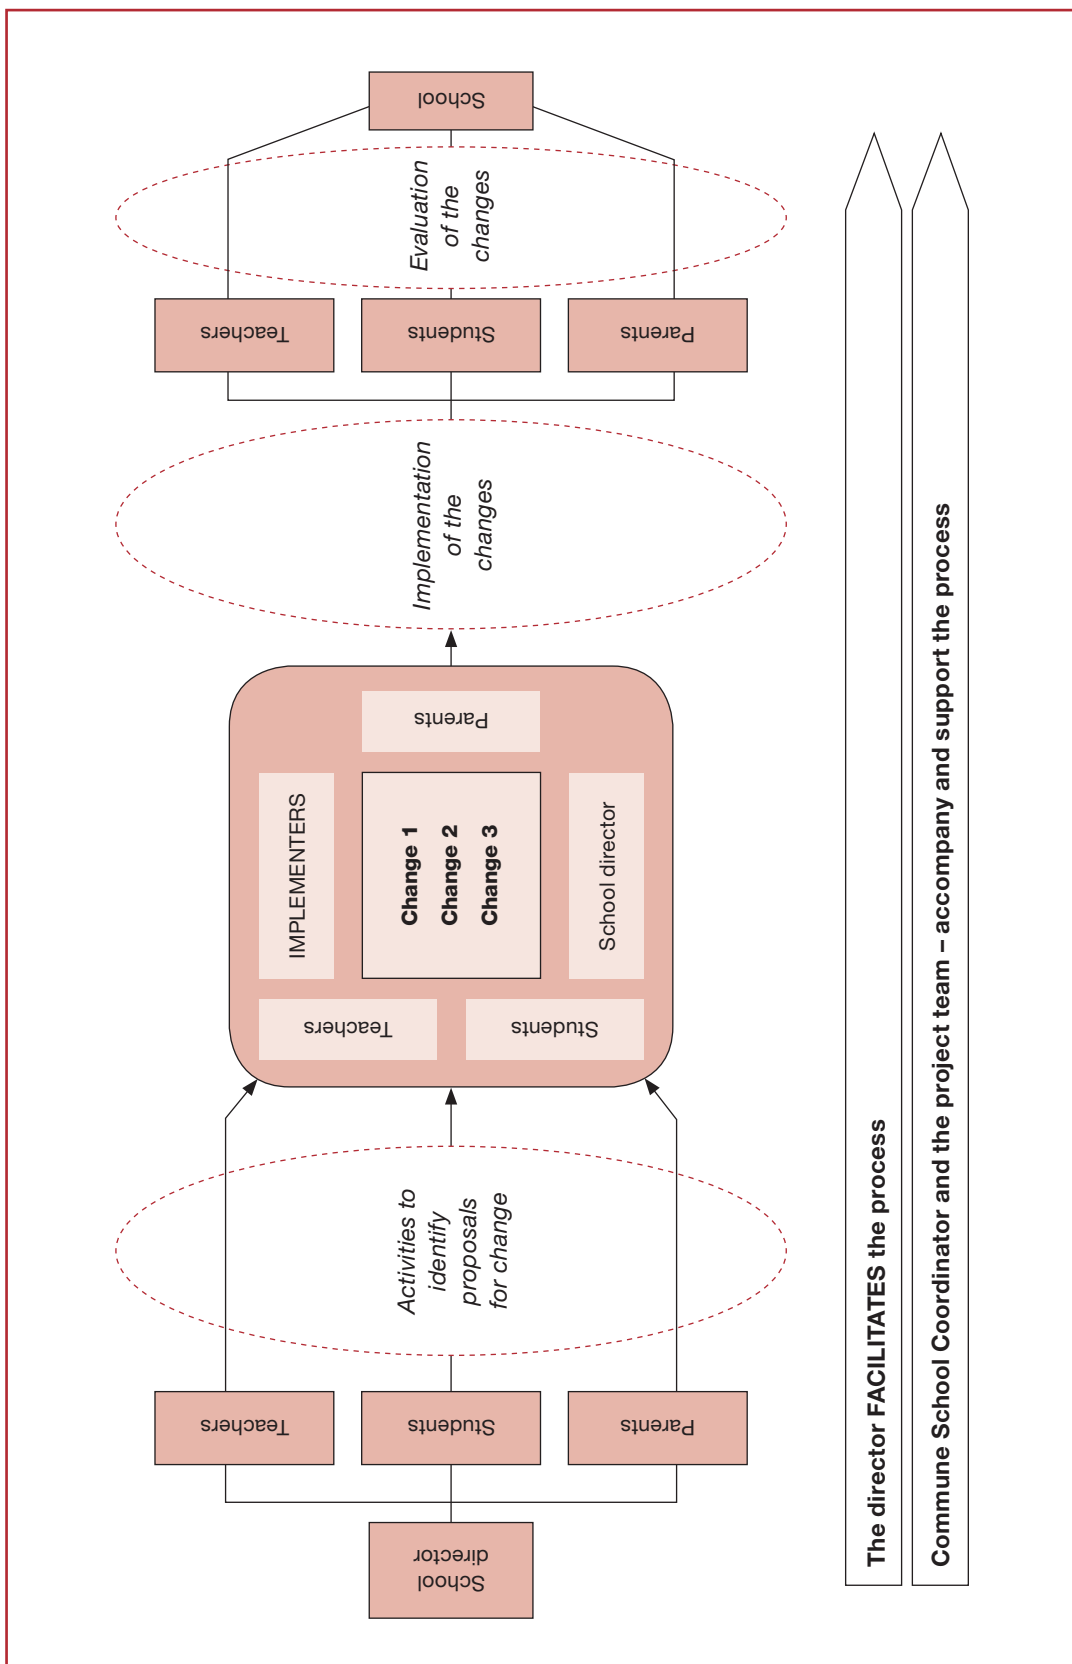 School
director
Teachers
Students
Parents
Activities to
identify
proposals
for change
Teachers
Students
IMPLEMENTERS
Change 1
Change 2
Change 3
School director
Parents
Implementation
of the
changes
Teachers
Students
Parents
Evaluation
of the
changes
School
The director FACILITATES the process
Commune School Coordinator and the project team – accompany and support the process